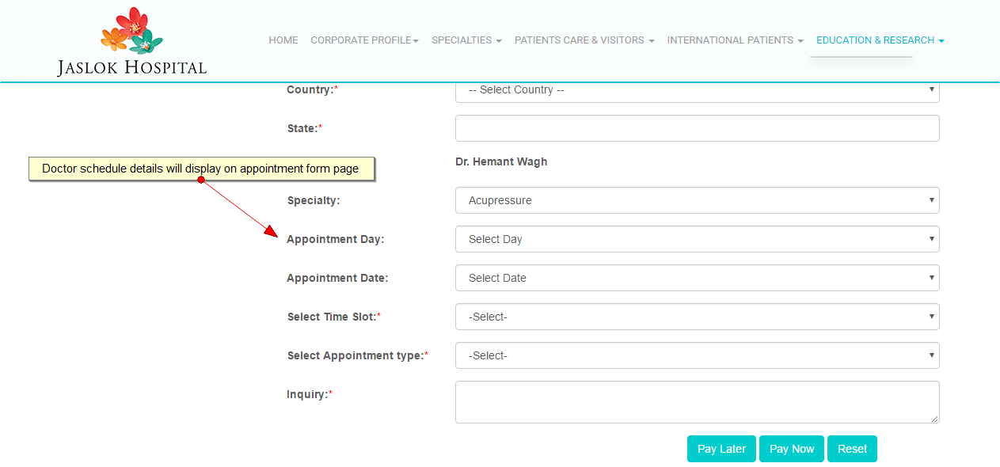 JASLOK HOSPITAL
HOME CORPORATE PROFILE SPECIALTIES PATIENTS CARE & VISITORS INTERNATIONAL PATIENTS EDUCATION & RESEARCH
Country:* -- Select Country --
State:*
Doctor schedule details will display on appointment form page
Dr. Hemant Wagh
Specialty: Acupressure
Appointment Day: Select Day
Appointment Date: Select Date
Select Time Slot:* -Select-
Select Appointment type:* -Select-
Inquiry:*
Pay Later Pay Now Reset